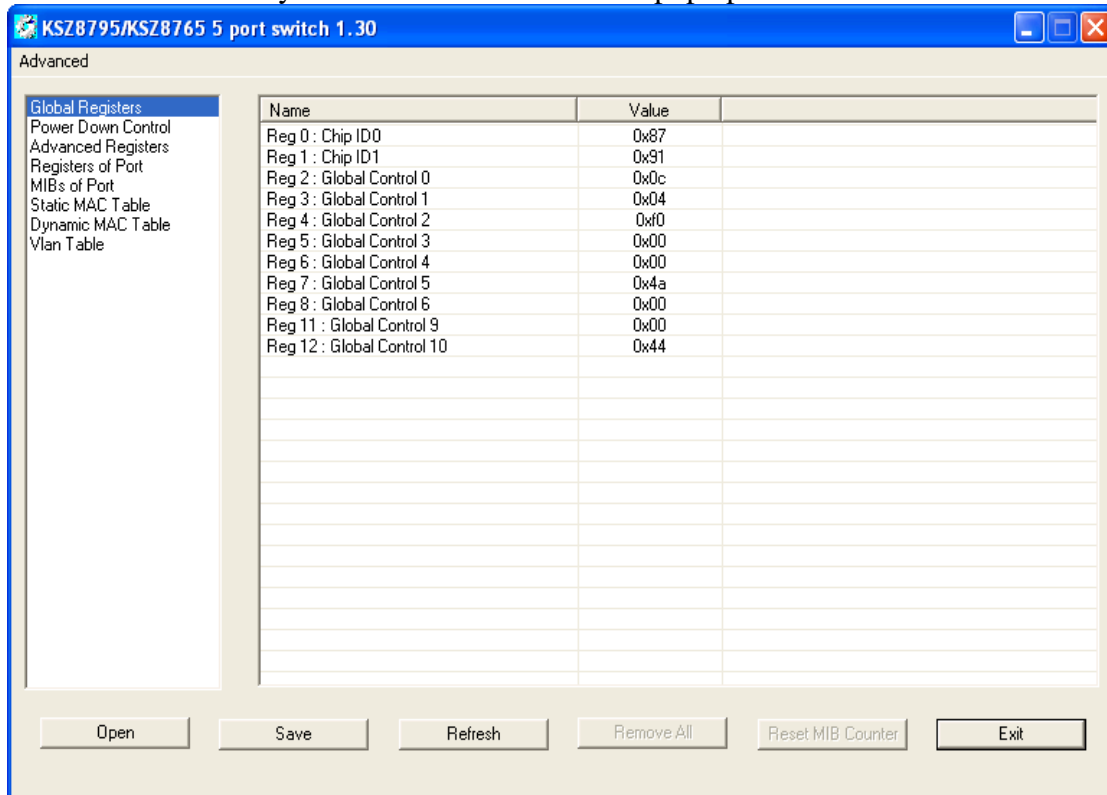 KSZ8795/KSZ8765 5 port switch 1.30
Advanced
Global Registers
Power Down Control
Advanced Registers
Registers of Port
MIBs of Port
Static MAC Table
Dynamic MAC Table
Vlan Table
Name Value
Reg 0 : Chip ID0 0x87
Reg 1 : Chip ID1 0x91
Reg 2 : Global Control 0 0x0c
Reg 3 : Global Control 1 0x04
Reg 4 : Global Control 2 0xf0
Reg 5 : Global Control 3 0x00
Reg 6 : Global Control 4 0x00
Reg 7 : Global Control 5 0x4a
Reg 8 : Global Control 6 0x00
Reg 11 : Global Control 9 0x00
Reg 12 : Global Control 10 0x44
Open Save Refresh Remove All Reset MIB Counter Exit